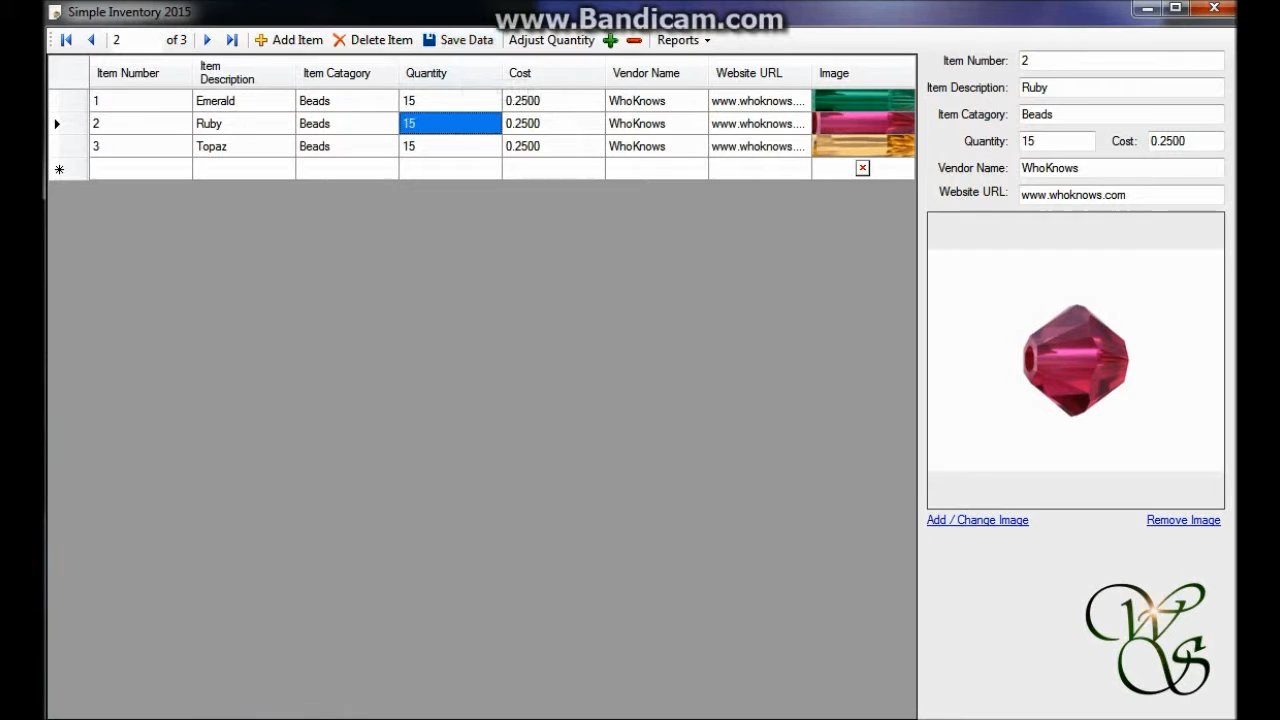 Simple Inventory 2015
www.Bandicam.com
2 of 3 Add Item Delete Item Save Data Adjust Quantity Reports
Item Number Item Description Item Catagory Quantity Cost Vendor Name Website URL Image
1 Emerald Beads 15 0.2500 WhoKnows www.whoknows....
2 Ruby Beads 15 0.2500 WhoKnows www.whoknows....
3 Topaz Beads 15 0.2500 WhoKnows www.whoknows....
Item Number: 2
Item Description: Ruby
Item Catagory: Beads
Quantity: 15 Cost: 0.2500
Vendor Name: WhoKnows
Website URL: www.whoknows.com
Add / Change Image Remove Image
WS